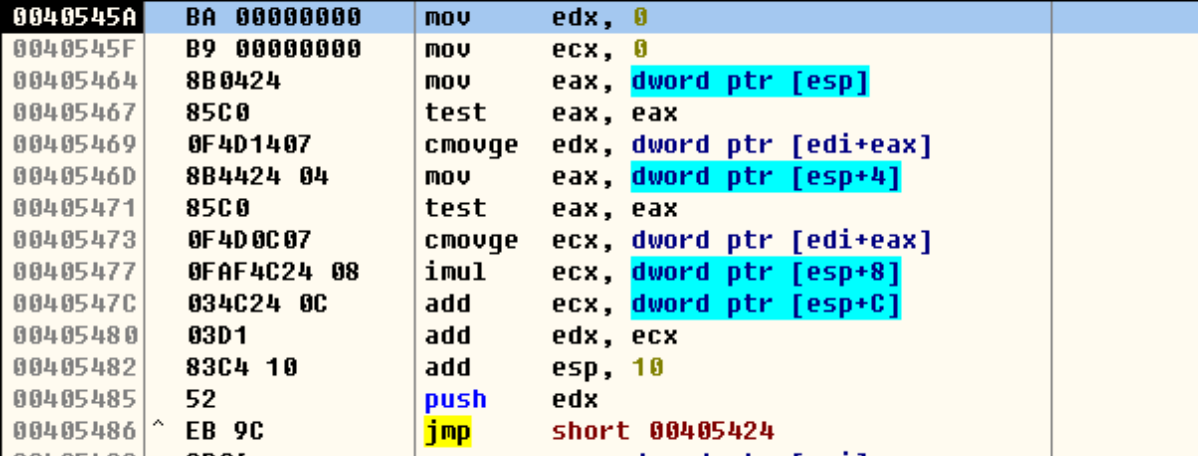 0040545A BA 00000000 mov edx, 0
0040545F B9 00000000 mov ecx, 0
00405464 8B0424 mov eax, dword ptr [esp]
00405467 85C0 test eax, eax
00405469 0F4D1407 cmovge edx, dword ptr [edi+eax]
0040546D 8B4424 04 mov eax, dword ptr [esp+4]
00405471 85C0 test eax, eax
00405473 0F4D0C07 cmovge ecx, dword ptr [edi+eax]
00405477 0FAF4C24 08 imul ecx, dword ptr [esp+8]
0040547C 034C24 0C add ecx, dword ptr [esp+C]
00405480 03D1 add edx, ecx
00405482 83C4 10 add esp, 10
00405485 52 push edx
00405486 ^ EB 9C jmp short 00405424